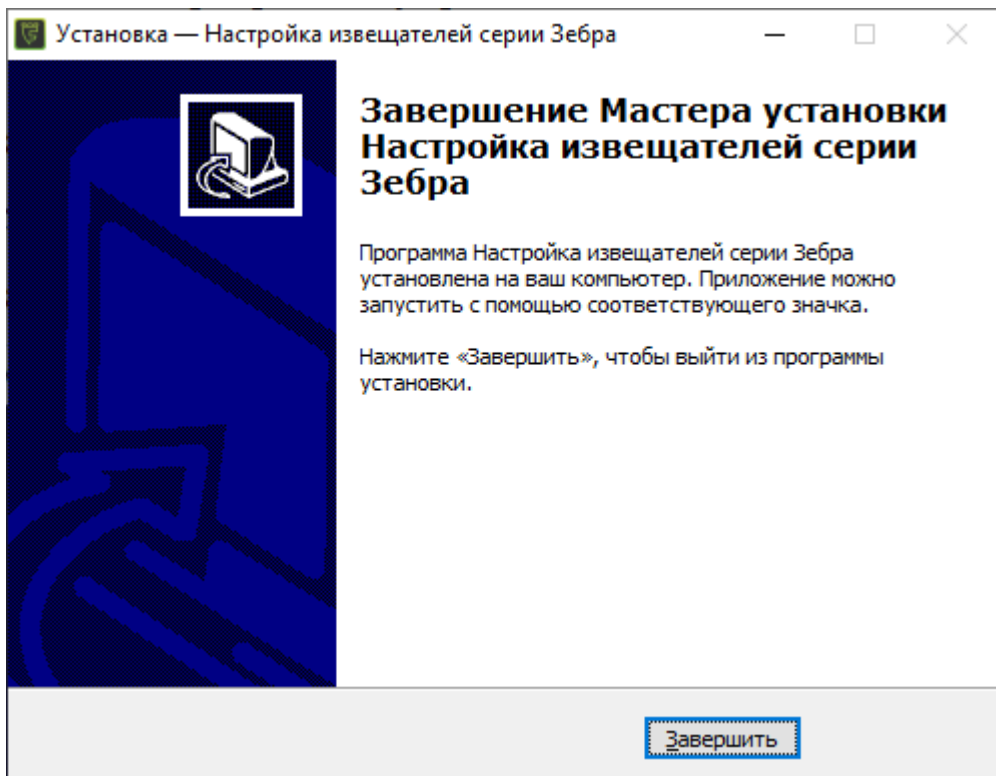 Установка — Настройка извещателей серии Зебра
Завершение Мастера установки
Настройка извещателей серии
Зебра
Программа Настройка извещателей серии Зебра
установлена на ваш компьютер. Приложение можно
запустить с помощью соответствующего значка.
Нажмите «Завершить», чтобы выйти из программы
установки.
Завершить